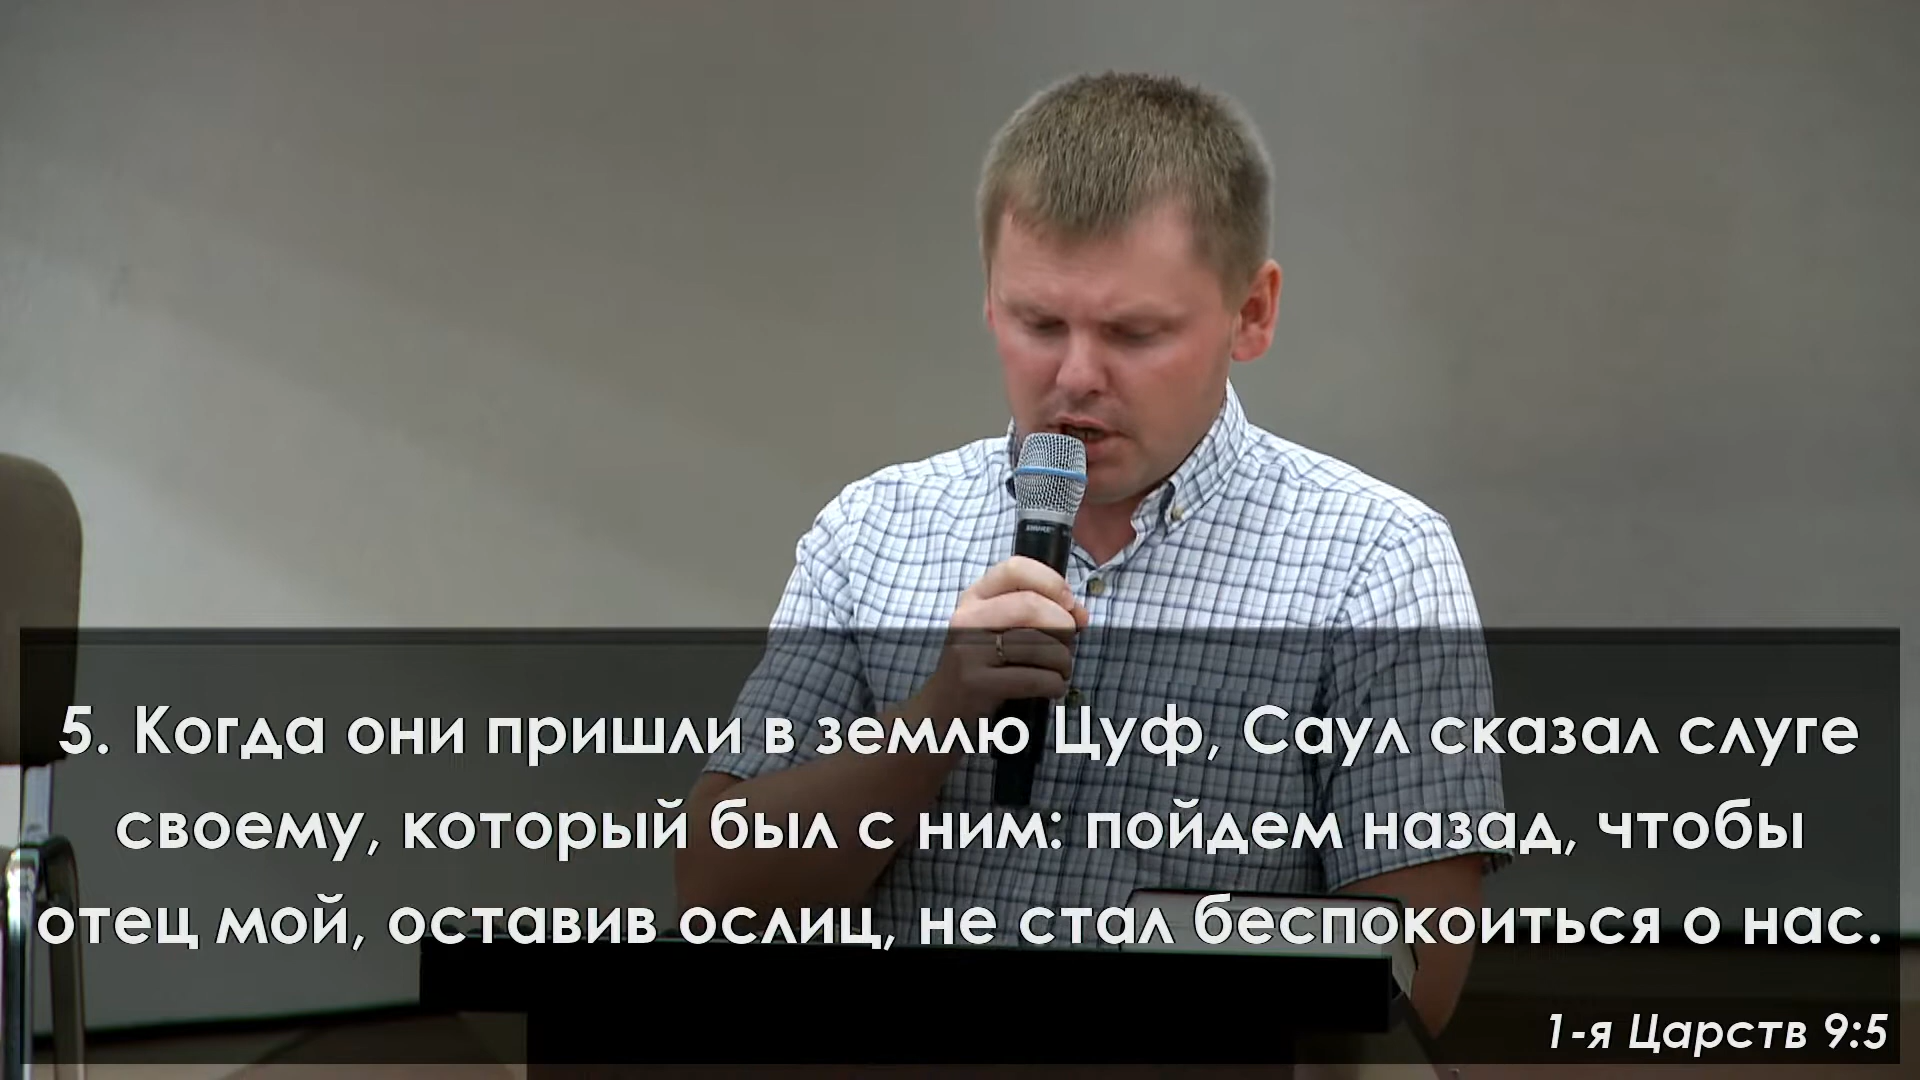 5. Когда они пришли в землю Цуф, Саул сказал слуге
своему, который был с ним: пойдем назад, чтобы
отец мой, оставив ослиц, не стал беспокоиться о нас.
1-я Царств 9:5